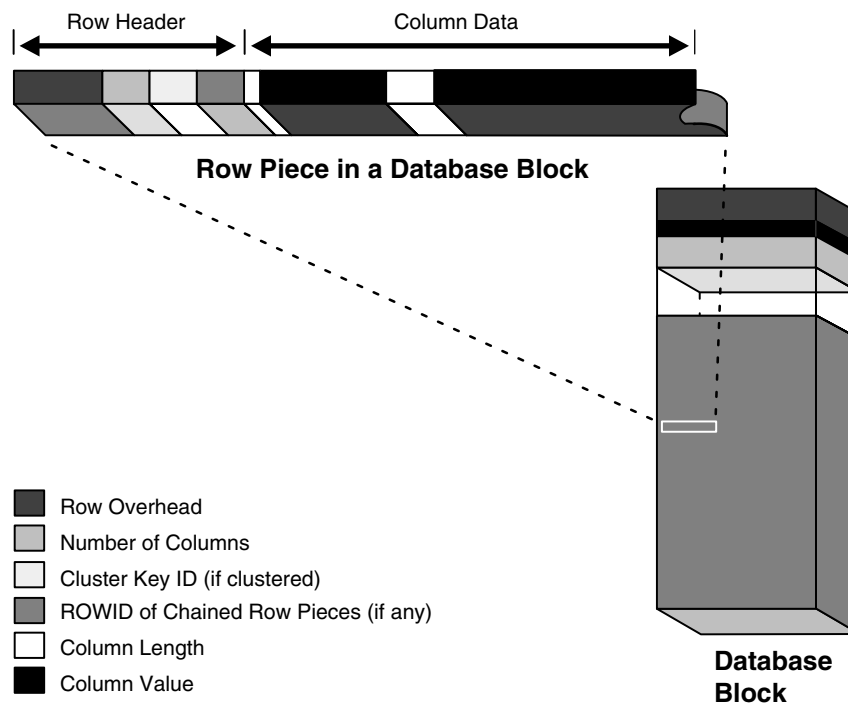 Row Header
Column Data
Row Piece in a Database Block
Row Overhead
Number of Columns
Cluster Key ID (if clustered)
ROWID of Chained Row Pieces (if any)
Column Length
Column Value
Database
Block